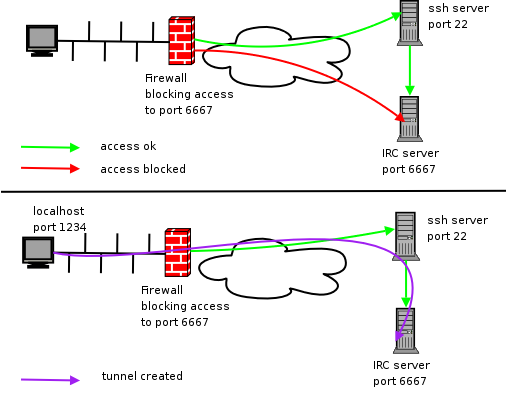 ssh server
port 22
Firewall
blocking access
to port 6667
access ok
access blocked
IRC server
port 6667
localhost
port 1234
ssh server
port 22
Firewall
blocking access
to port 6667
IRC server
port 6667
tunnel created